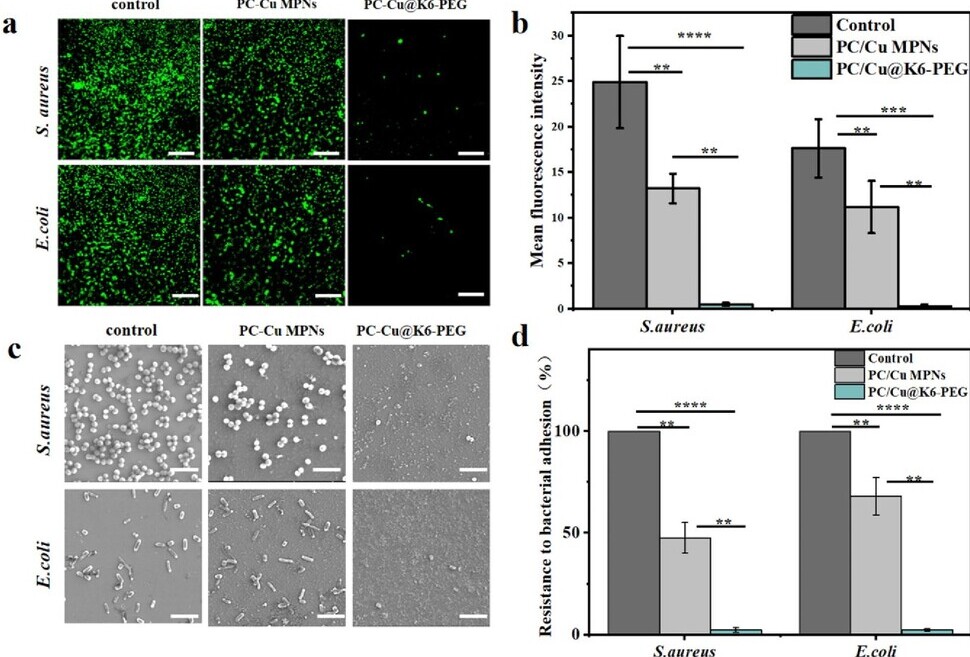 control PC-Cu MPNs PC-Cu@K6-PEG
a
S. aureus
E.coli
b
Control
PC/Cu MPNs
PC/Cu@K6-PEG
Mean fluorescence intensity
30
25
20
15
10
5
0
****
**
**
***
**
**
S.aureus E.coli
c
control PC-Cu MPNs PC-Cu@K6-PEG
S.aureus
E.coli
d
Control
PC/Cu MPNs
PC/Cu@K6-PEG
Resistance to bacterial adhesion (%)
100
50
0
****
**
**
****
**
**
S.aureus E.coli